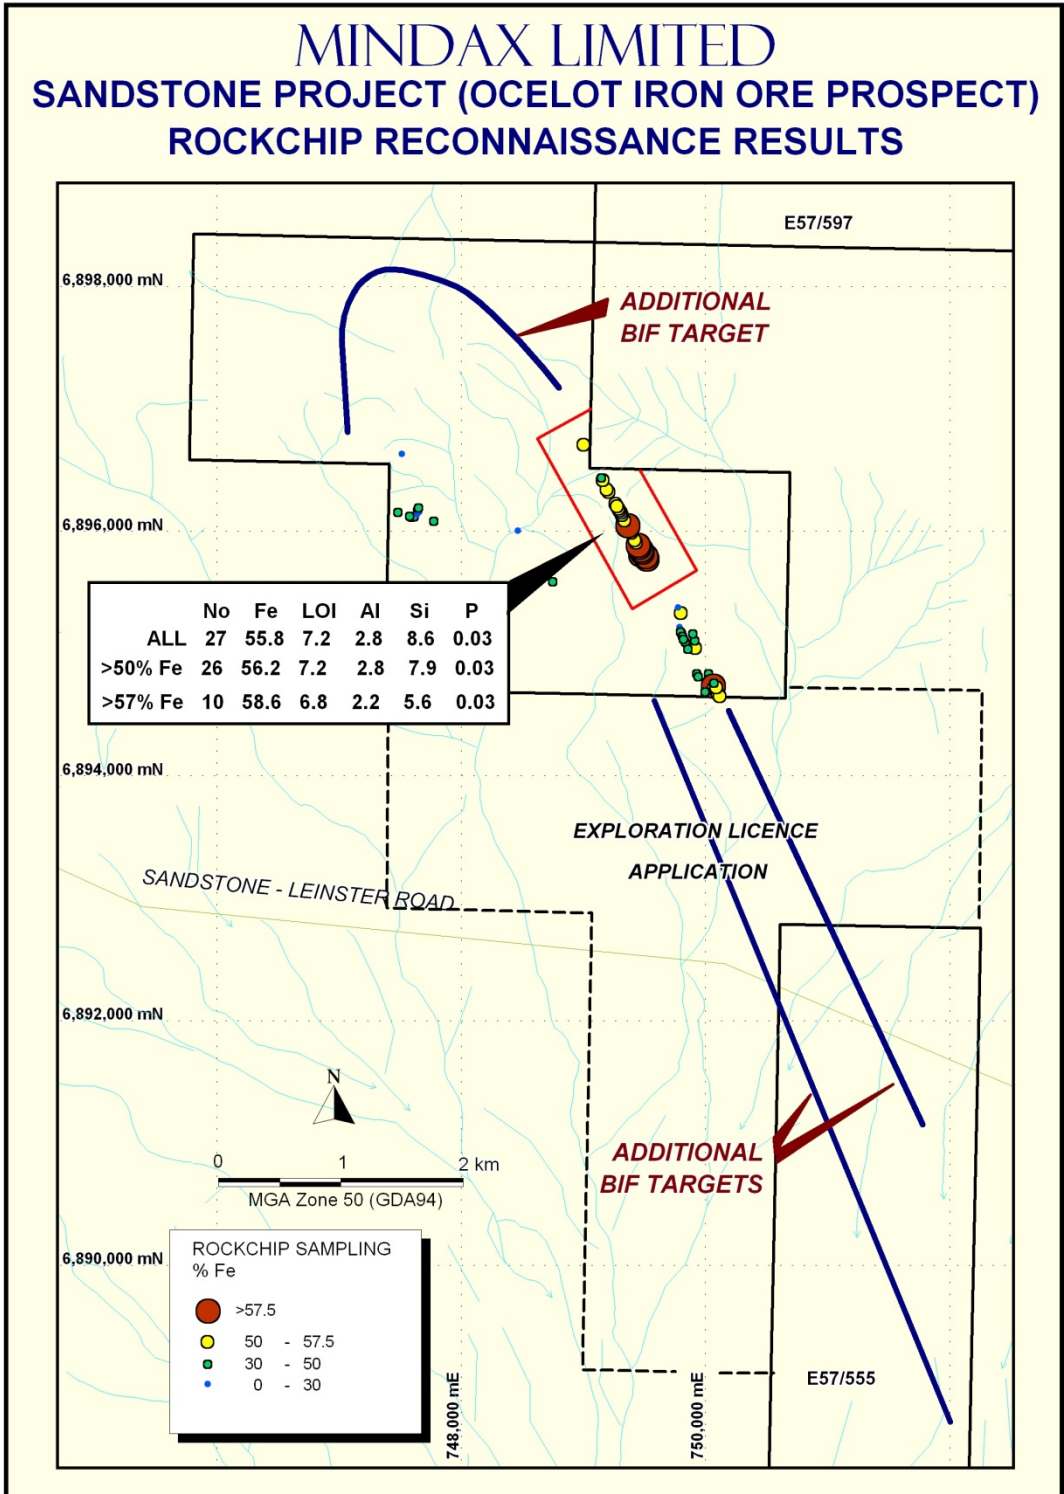 MINDAX LIMITED
SANDSTONE PROJECT (OCELOT IRON ORE PROSPECT)
ROCKCHIP RECONNAISSANCE RESULTS
E57/597
6,898,000 mN
ADDITIONAL
BIF TARGET
6,896,000 mN
No Fe LOI Al Si P
ALL 27 55.8 7.2 2.8 8.6 0.03
>50% Fe 26 56.2 7.2 2.8 7.9 0.03
>57% Fe 10 58.6 6.8 2.2 5.6 0.03
6,894,000 mN
EXPLORATION LICENCE
APPLICATION
SANDSTONE - LEINSTER ROAD
6,892,000 mN
N
ADDITIONAL
BIF TARGETS
0 1 2 km
MGA Zone 50 (GDA94)
6,890,000 mN
ROCKCHIP SAMPLING
% Fe
>57.5
50 - 57.5
30 - 50
0 - 30
748,000 mE
750,000 mE
E57/555